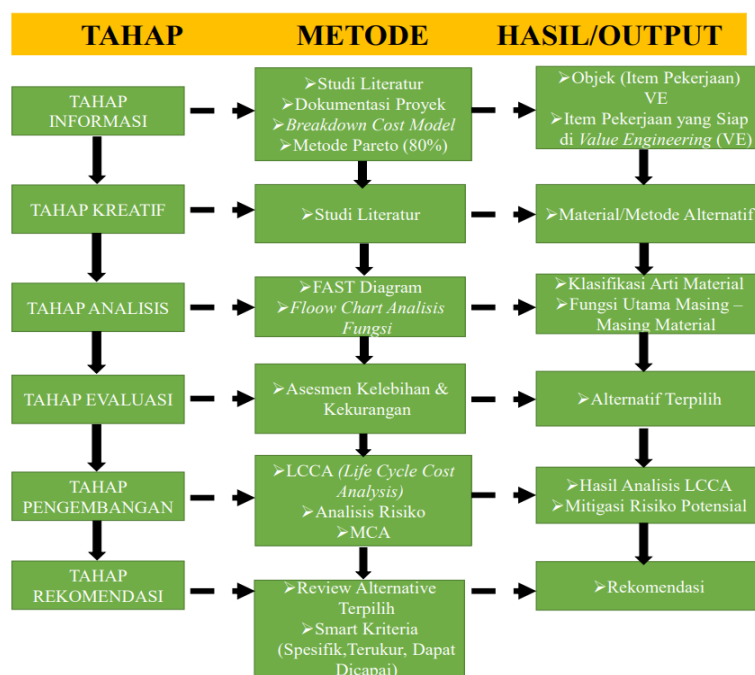 TAHAP METODE HASIL/OUTPUT
TAHAP
INFORMASI
➢Studi Literatur
➢Dokumentasi Proyek
➢Breakdown Cost Model
➢Metode Pareto (80%)
➢Objek (Item Pekerjaan)
VE
➢Item Pekerjaan yang Siap
di Value Engineering (VE)
TAHAP KREATIF
➢Studi Literatur
➢Material/Metode Alternatif
TAHAP ANALISIS
➢FAST Diagram
➢Floow Chart Analisis
Fungsi
➢Klasifikasi Arti Material
➢Fungsi Utama Masing –
Masing Material
TAHAP EVALUASI
➢Asesmen Kelebihan &
Kekurangan
➢Alternatif Terpilih
TAHAP
PENGEMBANGAN
➢LCCA (Life Cycle Cost
Analysis)
➢Analisis Risiko
➢MCA
➢Hasil Analisis LCCA
➢Mitigasi Risiko Potensial
TAHAP
REKOMENDASI
➢Review Alternative
Terpilih
➢Smart Kriteria
(Spesifik,Terukur, Dapat
Dicapai)
➢Rekomendasi